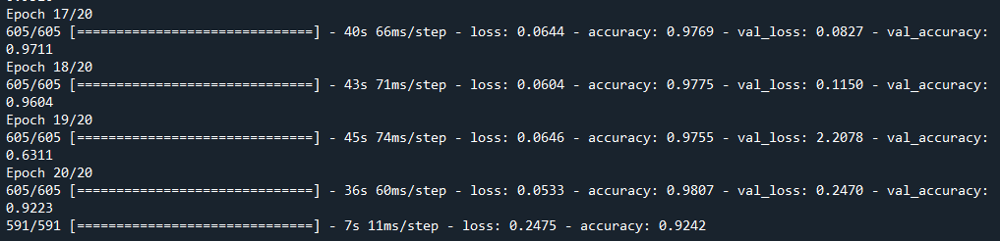 Epoch 17/20
605/605 [==============================] - 40s 66ms/step - loss: 0.0644 - accuracy: 0.9769 - val_loss: 0.0827 - val_accuracy:
0.9711
Epoch 18/20
605/605 [==============================] - 43s 71ms/step - loss: 0.0604 - accuracy: 0.9775 - val_loss: 0.1150 - val_accuracy:
0.9604
Epoch 19/20
605/605 [==============================] - 45s 74ms/step - loss: 0.0646 - accuracy: 0.9755 - val_loss: 2.2078 - val_accuracy:
0.6311
Epoch 20/20
605/605 [==============================] - 36s 60ms/step - loss: 0.0533 - accuracy: 0.9807 - val_loss: 0.2470 - val_accuracy:
0.9223
591/591 [==============================] - 7s 11ms/step - loss: 0.2475 - accuracy: 0.9242